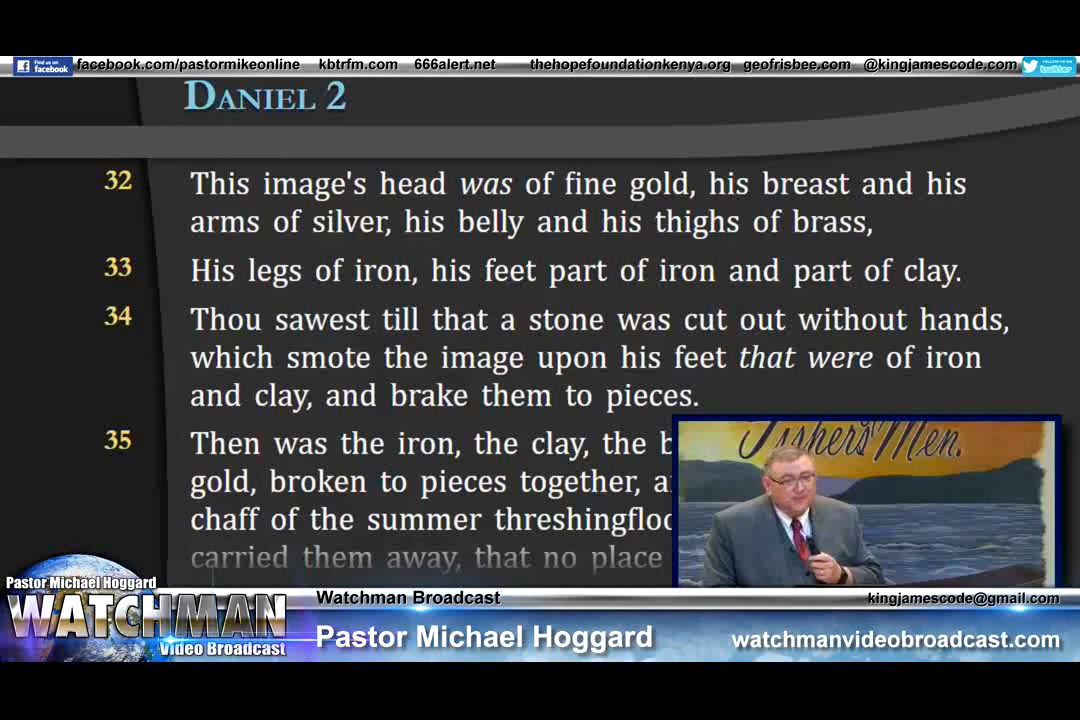 Find us on
facebook
facebook.com/pastormikeonline kbtrfm.com 666alert.net thehopefoundationkenya.org geofrisbee.com @kingjamescode.com
FOLLOW ME ON
twitter
DANIEL 2
32 This image's head was of fine gold, his breast and his
arms of silver, his belly and his thighs of brass,
33 His legs of iron, his feet part of iron and part of clay.
34 Thou sawest till that a stone was cut out without hands,
which smote the image upon his feet that were of iron
and clay, and brake them to pieces.
35 Then was the iron, the clay, the b
gold, broken to pieces together, a
chaff of the summer threshingfloo
carried them away, that no place
Fishers Men.
Pastor Michael Hoggard
WATCHMAN
Video Broadcast
Watchman Broadcast
kingjamescode@gmail.com
Pastor Michael Hoggard
watchmanvideobroadcast.com